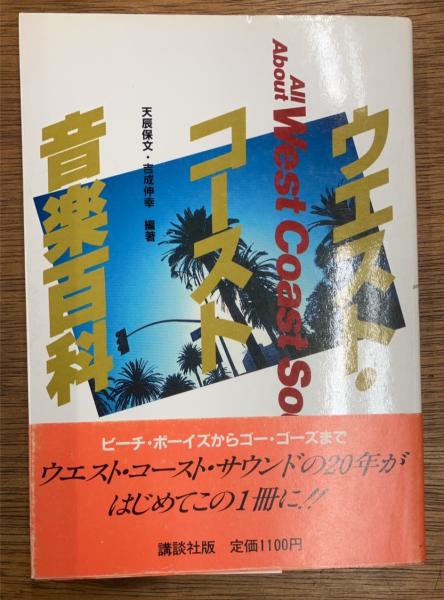 ウエスト・
コースト
音楽百科
All
About
West Coast
天辰保文・吉成伸幸 編著
ビーチ・ボーイズからゴー・ゴーズまで
ウエスト・コースト・サウンドの20年が
はじめてこの1冊に!!
講談社版 定価1100円